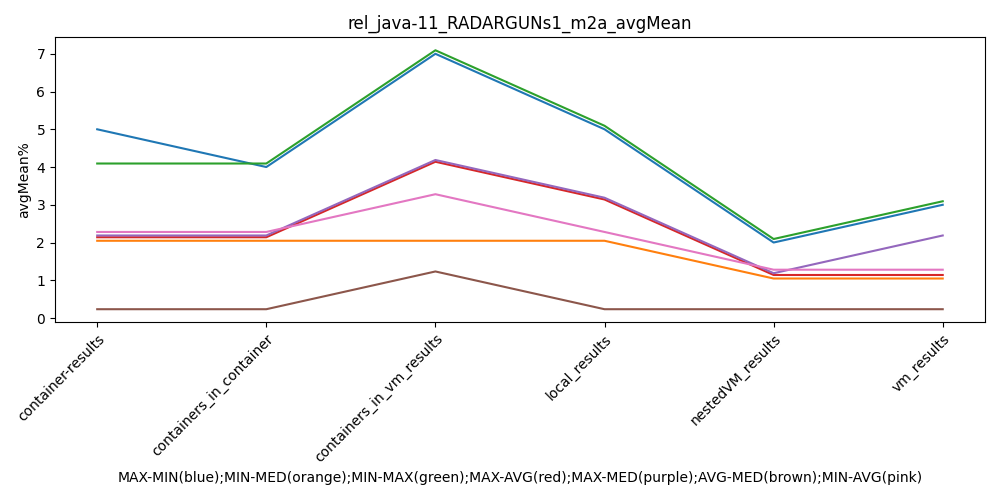 rel_java-11_RADARGUNs1_m2a_avgMean
avgMean%
7
6
5
4
3
2
1
0
container-results
containers_in_container
containers_in_vm_results
local_results
nestedVM_results
vm_results
MAX-MIN(blue);MIN-MED(orange);MIN-MAX(green);MAX-AVG(red);MAX-MED(purple);AVG-MED(brown);MIN-AVG(pink)